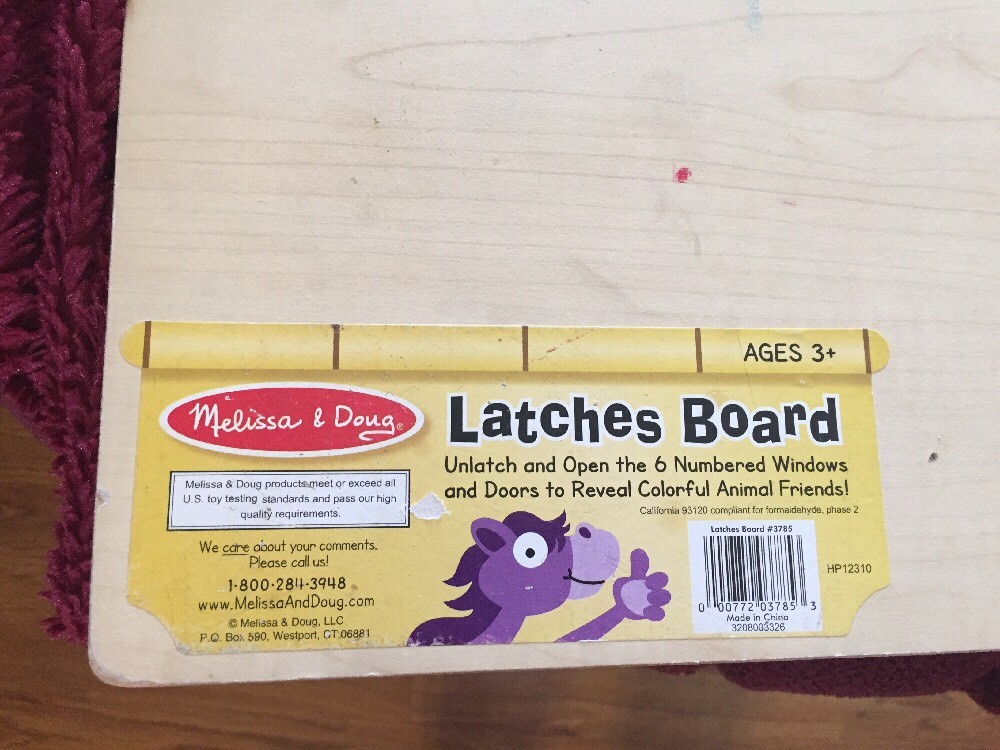 AGES 3+
Melissa & Doug®
Latches Board
Unlatch and Open the 6 Numbered Windows
and Doors to Reveal Colorful Animal Friends!
California 93120 compliant for formaldehyde, phase 2
Melissa & Doug products meet or exceed all
U.S. toy testing standards and pass our high
quality requirements.
We care about your comments.
Please call us!
1-800-284-3948
www.MelissaAndDoug.com
© Melissa & Doug, LLC
P.O. Box 590, Westport, CT 06881
Latches Board #3785
0 00772 03785 3
Made in China
3208003326
HP12310